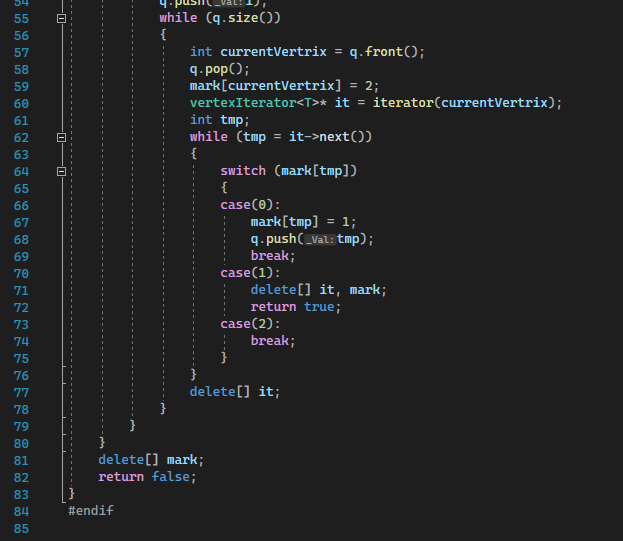 54 q.push(_Val:i);
55 while (q.size())
56 {
57 int currentVertrix = q.front();
58 q.pop();
59 mark[currentVertrix] = 2;
60 vertexIterator<T>* it = iterator(currentVertrix);
61 int tmp;
62 while (tmp = it->next())
63 {
64 switch (mark[tmp])
65 {
66 case(0):
67 mark[tmp] = 1;
68 q.push(_Val:tmp);
69 break;
70 case(1):
71 delete[] it, mark;
72 return true;
73 case(2):
74 break;
75 }
76 }
77 delete[] it;
78 }
79 }
80 }
81 delete[] mark;
82 return false;
83 }
84 #endif
85